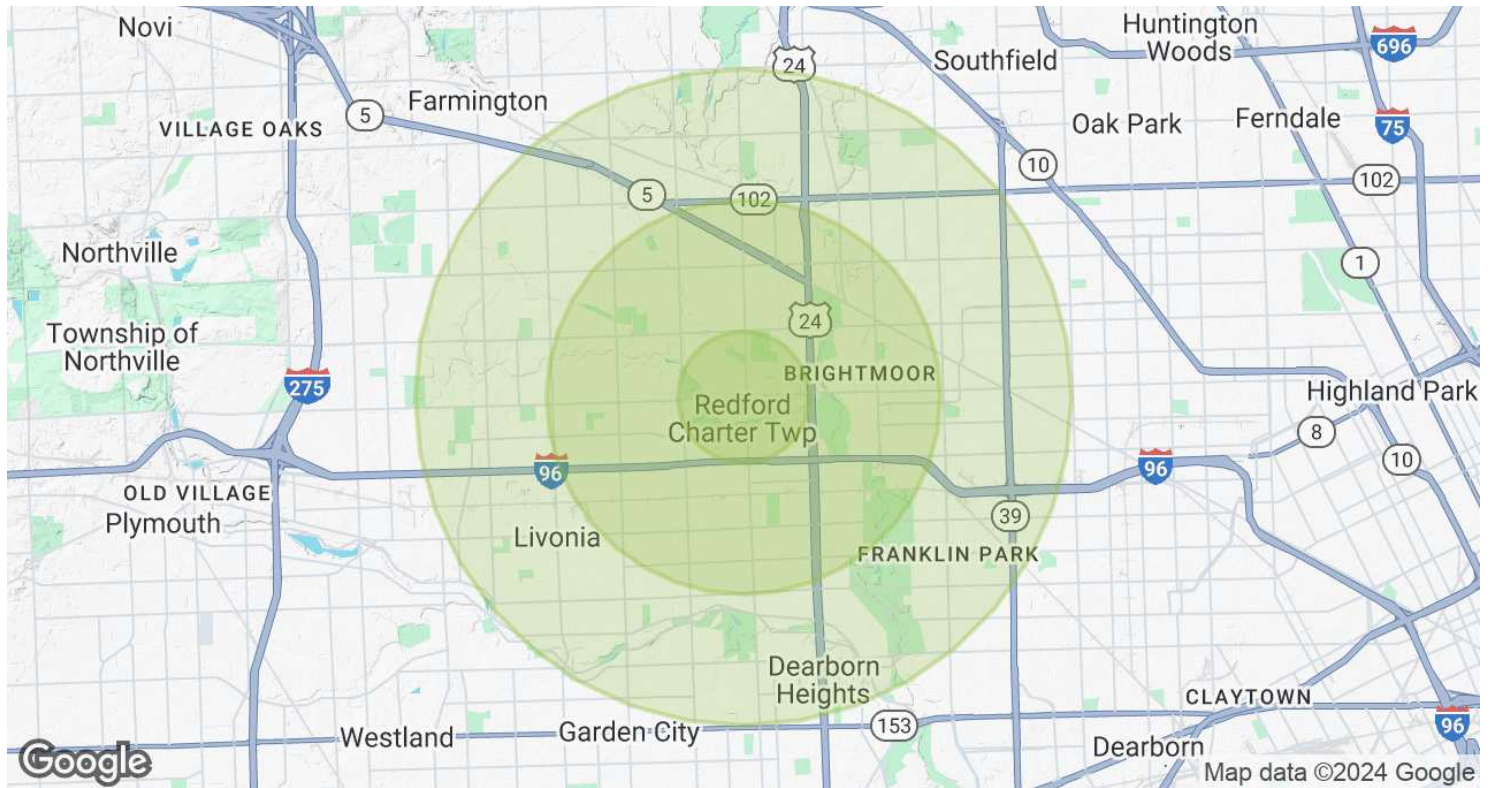 Novi
Huntington
Woods
696
24
Southfield
Farmington
5
VILLAGE OAKS
Oak Park
Ferndale
75
10
102
5
102
Northville
1
Township of
Northville
24
BRIGHTMOOR
275
Highland Park
Redford
Charter Twp
8
10
96
96
OLD VILLAGE
Plymouth
39
Livonia
FRANKLIN PARK
Dearborn
Heights
CLAYTOWN
153
96
Westland
Garden City
Dearborn
Google
Map data ©2024 Google